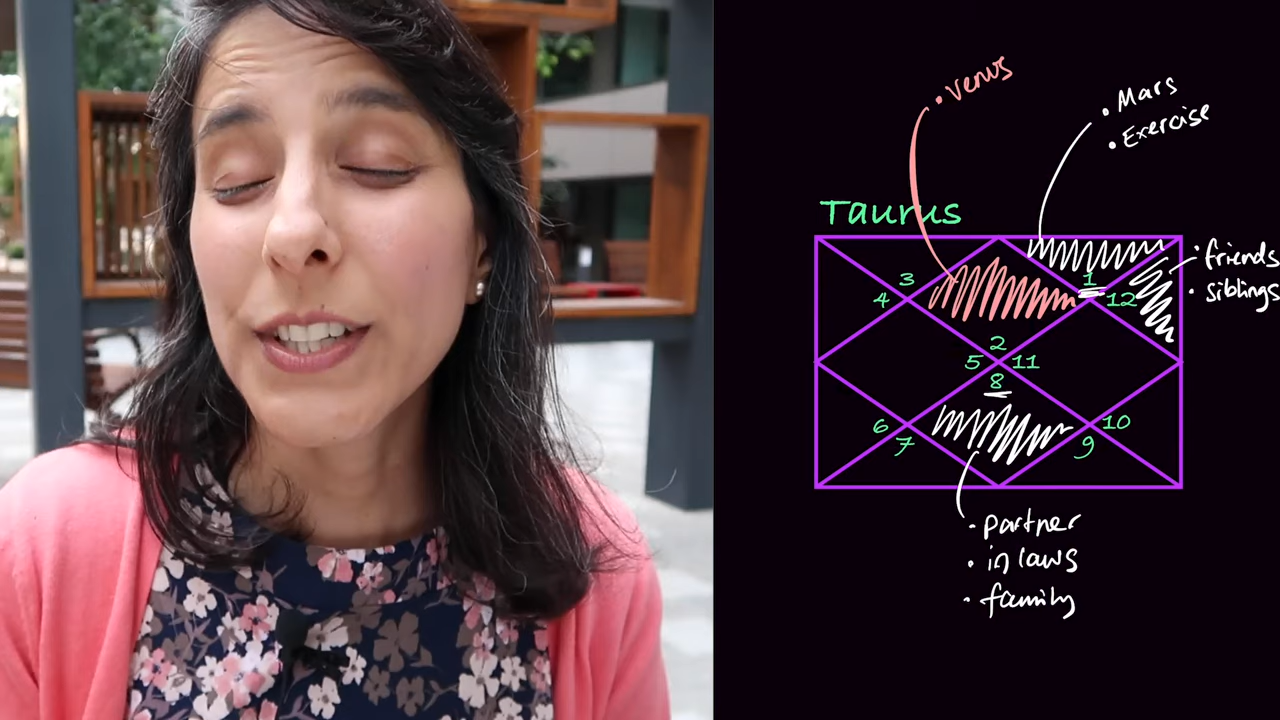 • Venus
• Mars
• Exercise
Taurus
• friends
• siblings
3
4
1
12
2
5
11
8
6
7
10
9
• partner
• in laws
• family